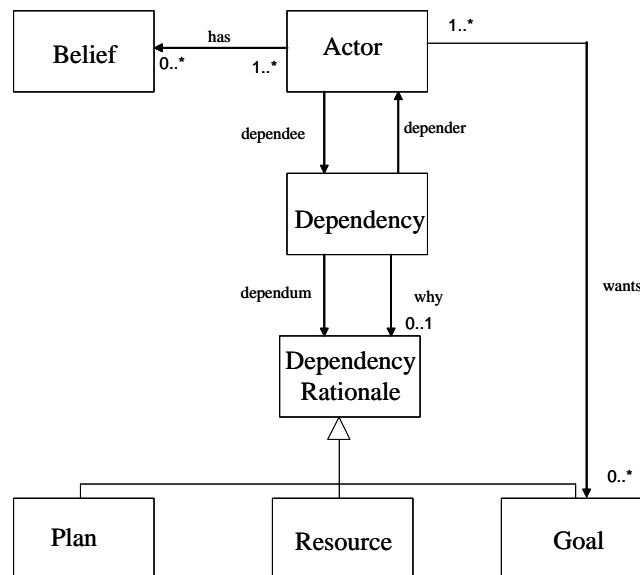 1..*
has
Belief
Actor
0..*
1..*
dependee
depender
Dependency
dependum
why
wants
0..1
Dependency
Rationale
0..*
Plan
Resource
Goal